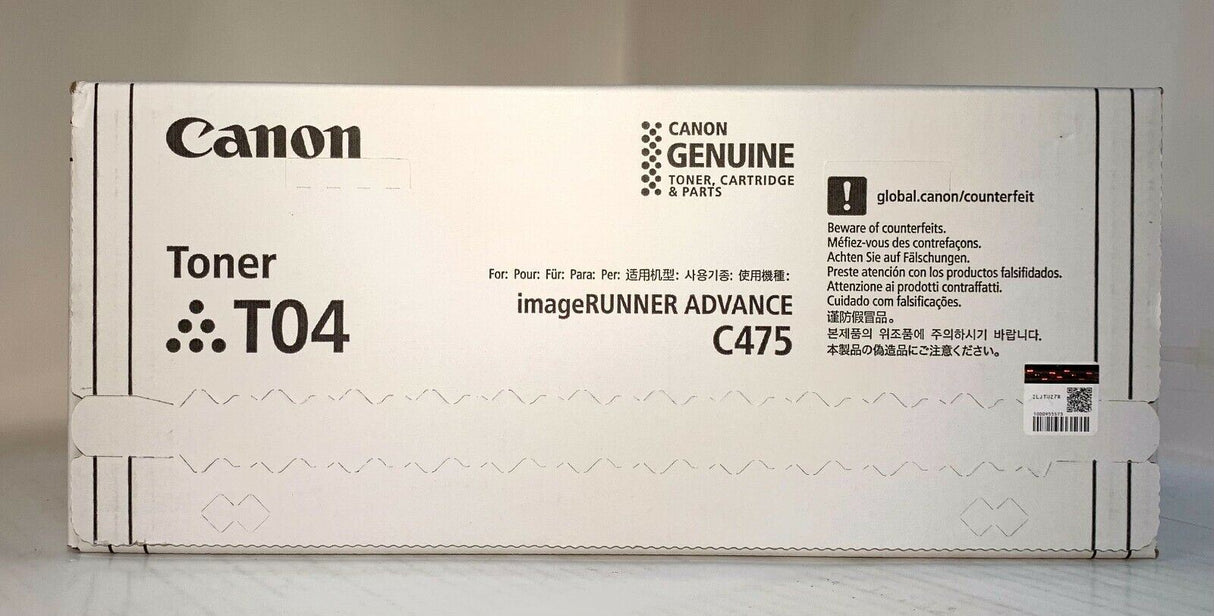 Canon
CANON
GENUINE
TONER, CARTRIDGE
& PARTS
global.canon/counterfeit
Beware of counterfeits.
Méfiez-vous des contrefaçons.
Achten Sie auf Fälschungen.
Preste atención con los productos falsifidados.
Attenzione ai prodotti contraffatti.
Cuidado com falsificações.
谨防假冒品。
본제품의 위조품에 주의하시기 바랍니다.
本製品の偽造品にご注意ください。
Toner
T04
For: Pour: Für: Para: Per: 适用机型: 사용기종: 使用機種:
imageRUNNER ADVANCE
C475